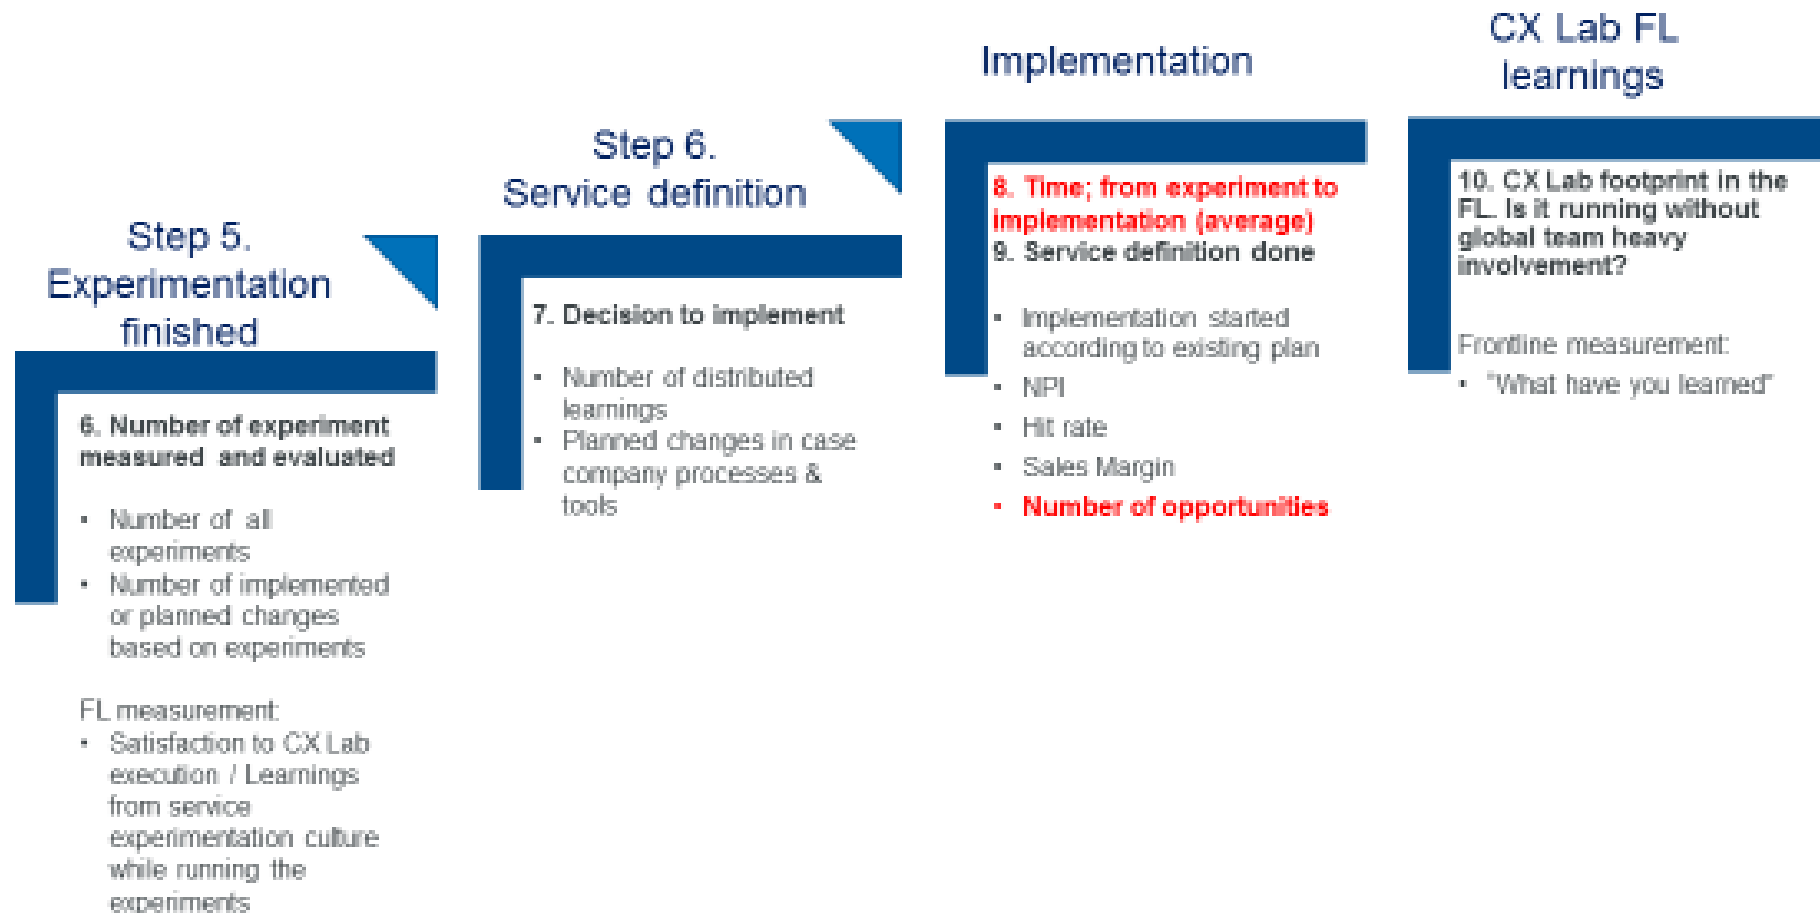 Step 5.
Experimentation
finished
6. Number of experiment
measured and evaluated
• Number of all
experiments
• Number of implemented
or planned changes
based on experiments
FL measurement:
• Satisfaction to CX Lab
execution / Learnings
from service
experimentation culture
while running the
experiments
Step 6.
Service definition
7. Decision to implement
• Number of distributed
learnings
• Planned changes in case
company processes &
tools
Implementation
8. Time; from experiment to
implementation (average)
9. Service definition done
• Implementation started
according to existing plan
• NPI
• Hit rate
• Sales Margin
• Number of opportunities
CX Lab FL
learnings
10. CX Lab footprint in the
FL. Is it running without
global team heavy
involvement?
Frontline measurement:
• "What have you learned"